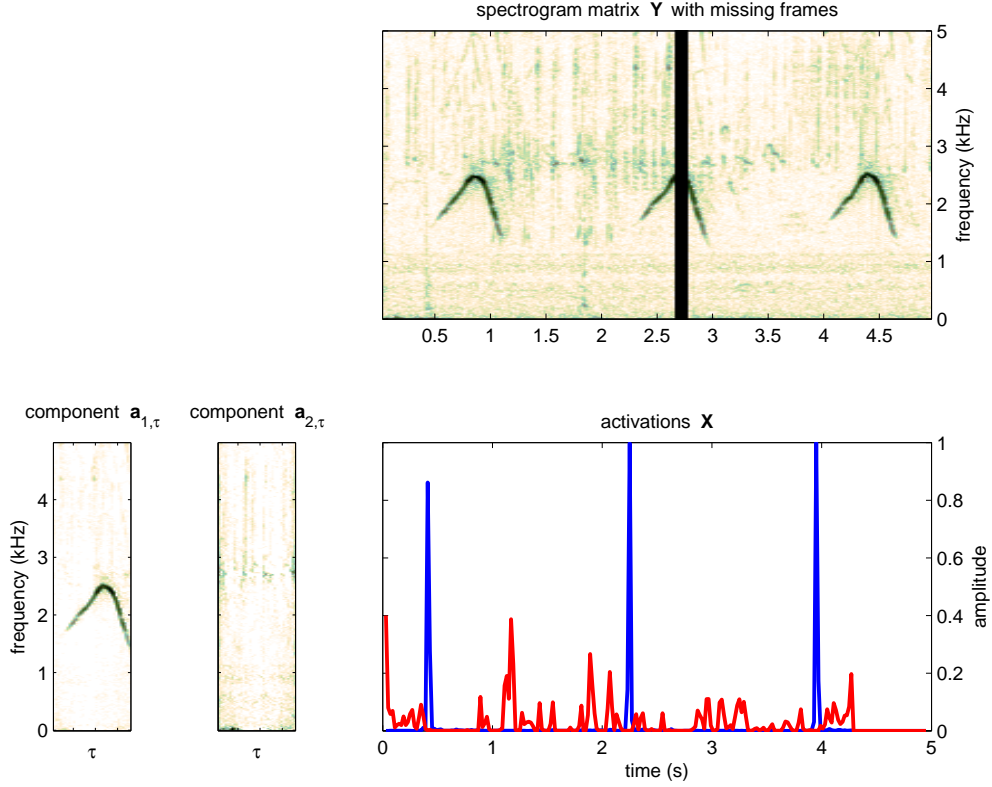 spectrogram matrix Y with missing frames
5
4
3
2
1
0
frequency (kHz)
0.5 1 1.5 2 2.5 3 3.5 4 4.5
component a1,τ
component a2,τ
activations X
frequency (kHz)
4
3
2
1
0
τ
τ
1
0.8
0.6
0.4
0.2
0
amplitude
0 1 2 3 4 5
time (s)